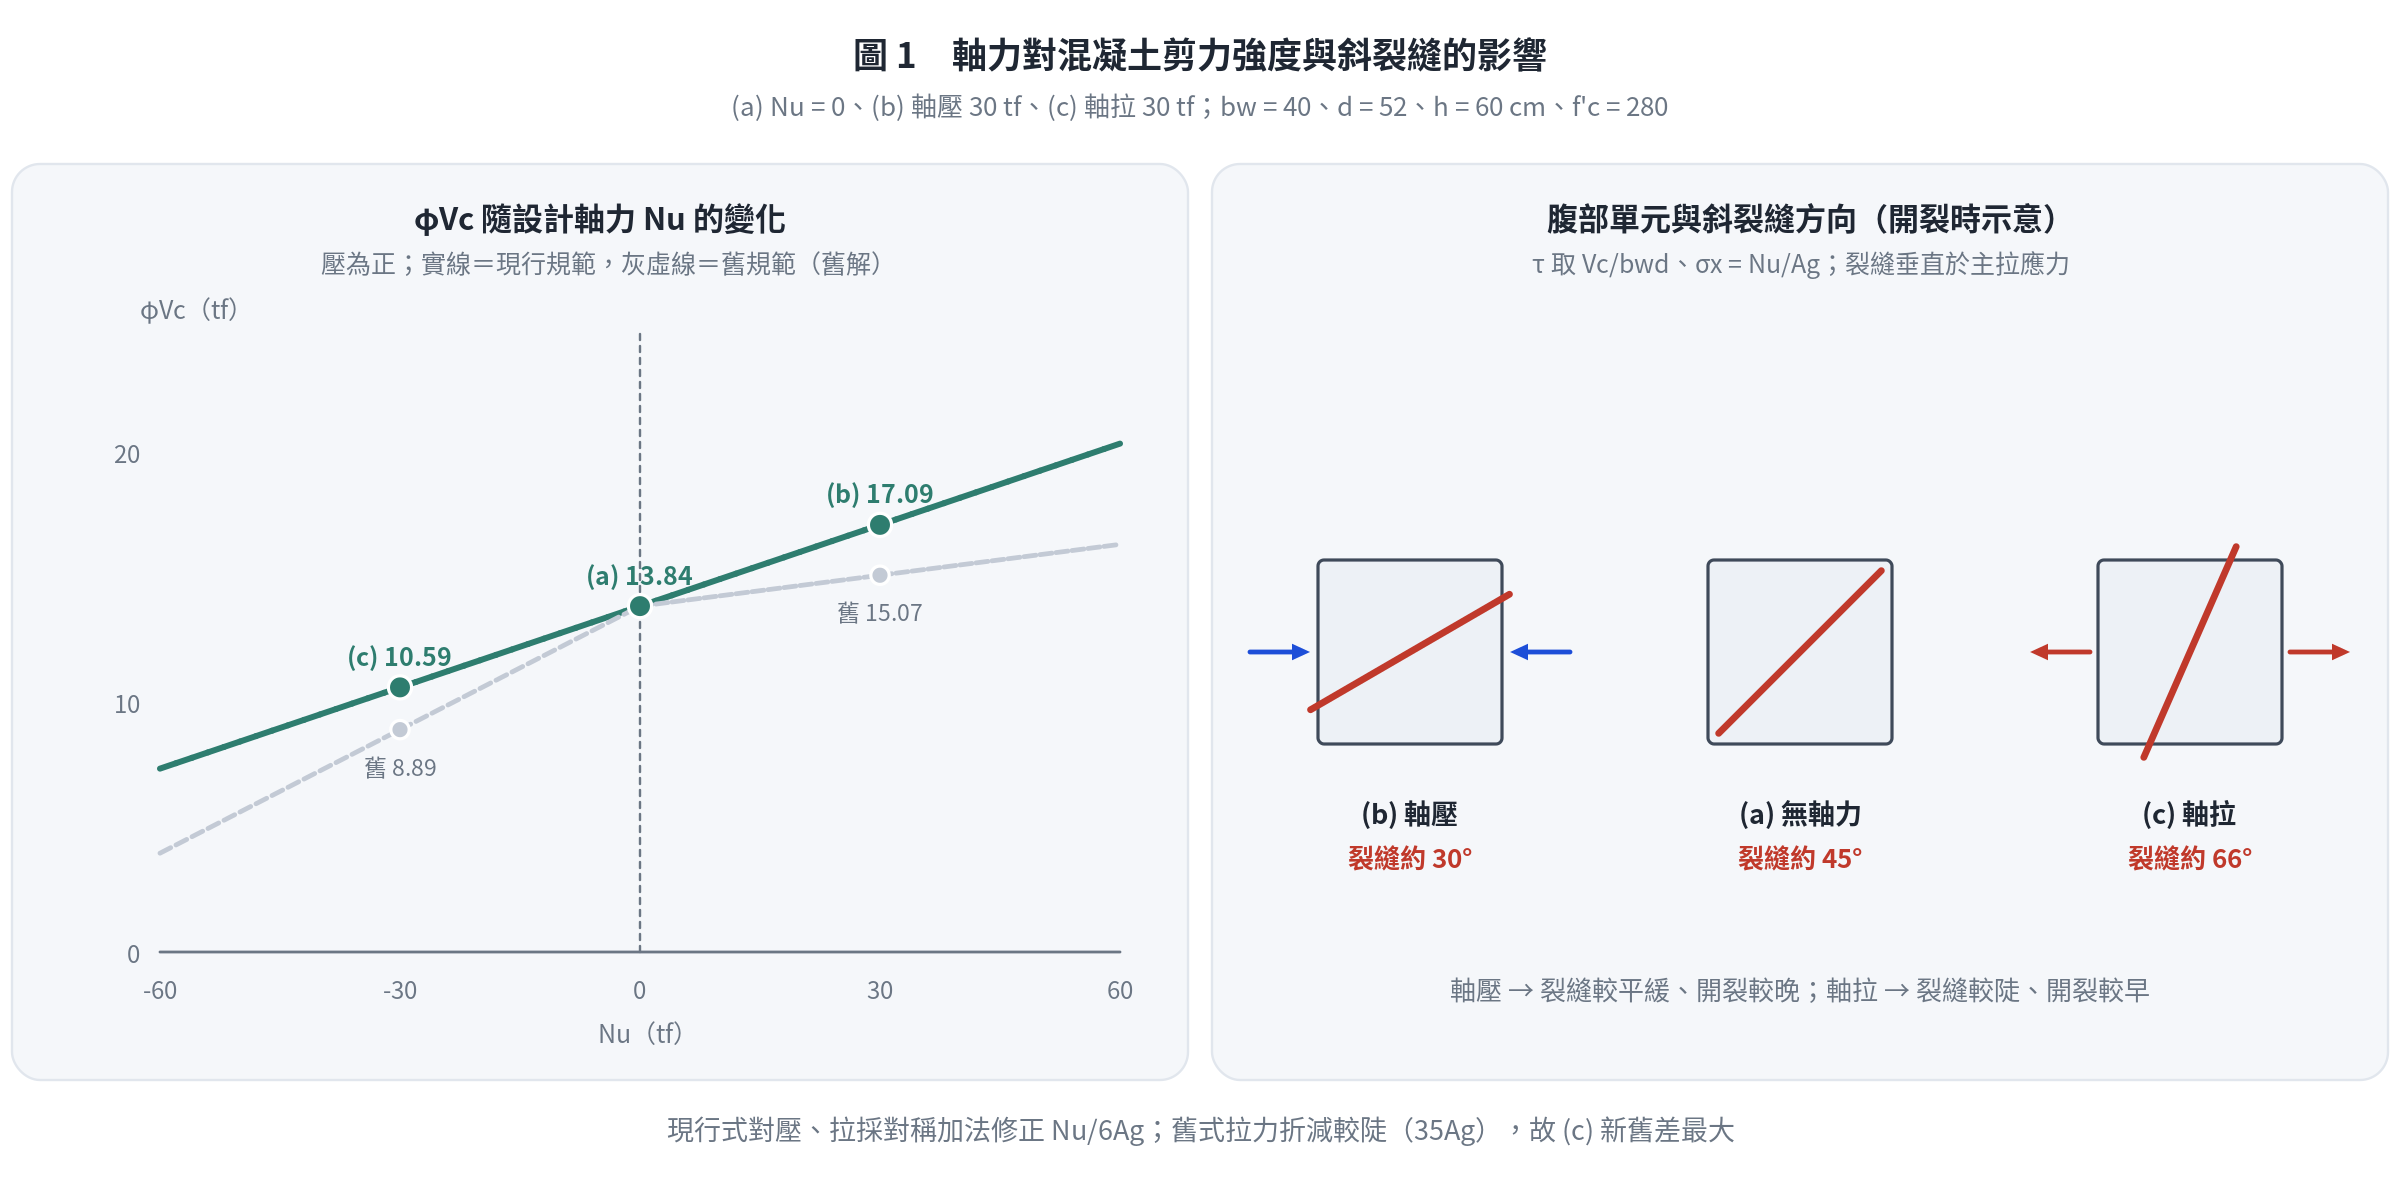 圖 1　軸力對混凝土剪力強度與斜裂縫的影響
(a) Nu = 0、(b) 軸壓 30 tf、(c) 軸拉 30 tf；bw = 40、d = 52、h = 60 cm、f'c = 280
ϕVc 隨設計軸力 Nu 的變化
壓為正；實線＝現行規範，灰虛線＝舊規範（舊解）
ϕVc（tf）
20
10
0
(b) 17.09
(a) 13.84
舊 15.07
(c) 10.59
舊 8.89
-60
-30
0
30
60
Nu（tf）
腹部單元與斜裂縫方向（開裂時示意）
τ 取 Vc/bwd、σx = Nu/Ag；裂縫垂直於主拉應力
(b) 軸壓
裂縫約 30°
(a) 無軸力
裂縫約 45°
(c) 軸拉
裂縫約 66°
軸壓 → 裂縫較平緩、開裂較晚；軸拉 → 裂縫較陡、開裂較早
現行式對壓、拉採對稱加法修正 Nu/6Ag；舊式拉力折減較陡（35Ag），故 (c) 新舊差最大